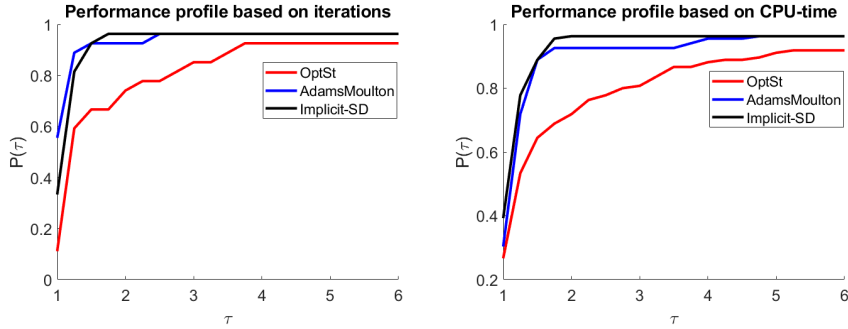 Performance profile based on iterations
1
0.8
0.6
0.4
0.2
0
P(τ)
OptSt
AdamsMoulton
Implicit-SD
1 2 3 4 5 6
τ
Performance profile based on CPU-time
1
0.8
0.6
0.4
0.2
P(τ)
OptSt
AdamsMoulton
Implicit-SD
1 2 3 4 5 6
τ